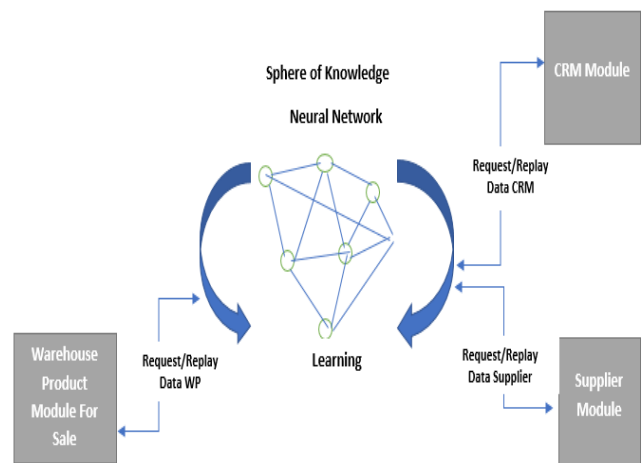 Sphere of Knowledge
Neural Network
CRM Module
Request/Replay
Data CRM
Learning
Warehouse
Product
Module For
Sale
Request/Replay
Data WP
Request/Replay
Data Supplier
Supplier
Module